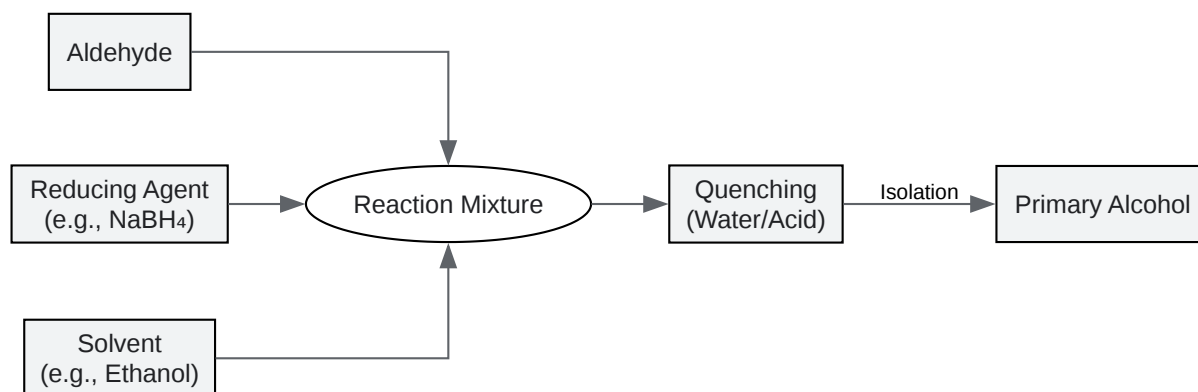 Aldehyde
Reducing Agent
(e.g., NaBH₄)
Reaction Mixture
Quenching
(Water/Acid)
Isolation
Primary Alcohol
Solvent
(e.g., Ethanol)